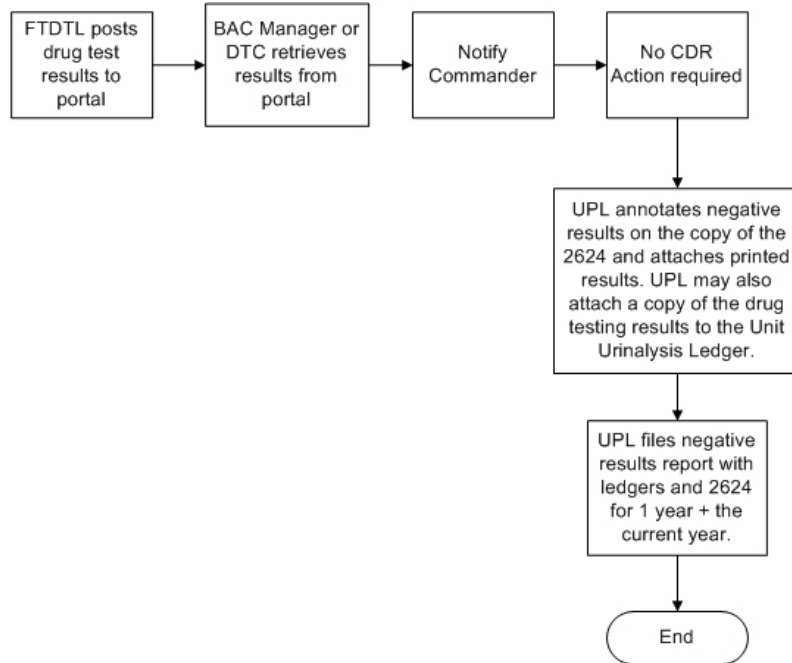 FTDTL posts
drug test
results to
portal
BAC Manager or
DTC retrieves
results from
portal
Notify
Commander
No CDR
Action required
UPL annotates negative
results on the copy of the
2624 and attaches printed
results. UPL may also
attach a copy of the drug
testing results to the Unit
Urinalysis Ledger.
UPL files negative
results report with
ledgers and 2624
for 1 year + the
current year.
End